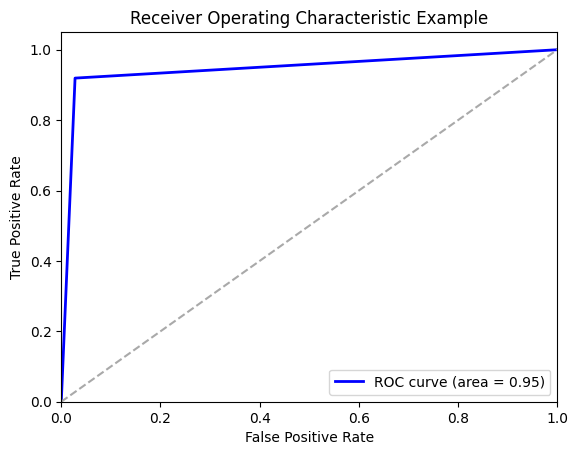 Receiver Operating Characteristic Example
True Positive Rate
1.0
0.8
0.6
0.4
0.2
0.0
ROC curve (area = 0.95)
0.0 0.2 0.4 0.6 0.8 1.0
False Positive Rate